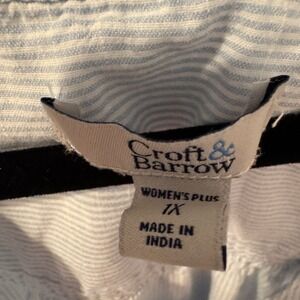 Croft &
Barrow
WOMEN'S PLUS
1X
MADE IN
INDIA